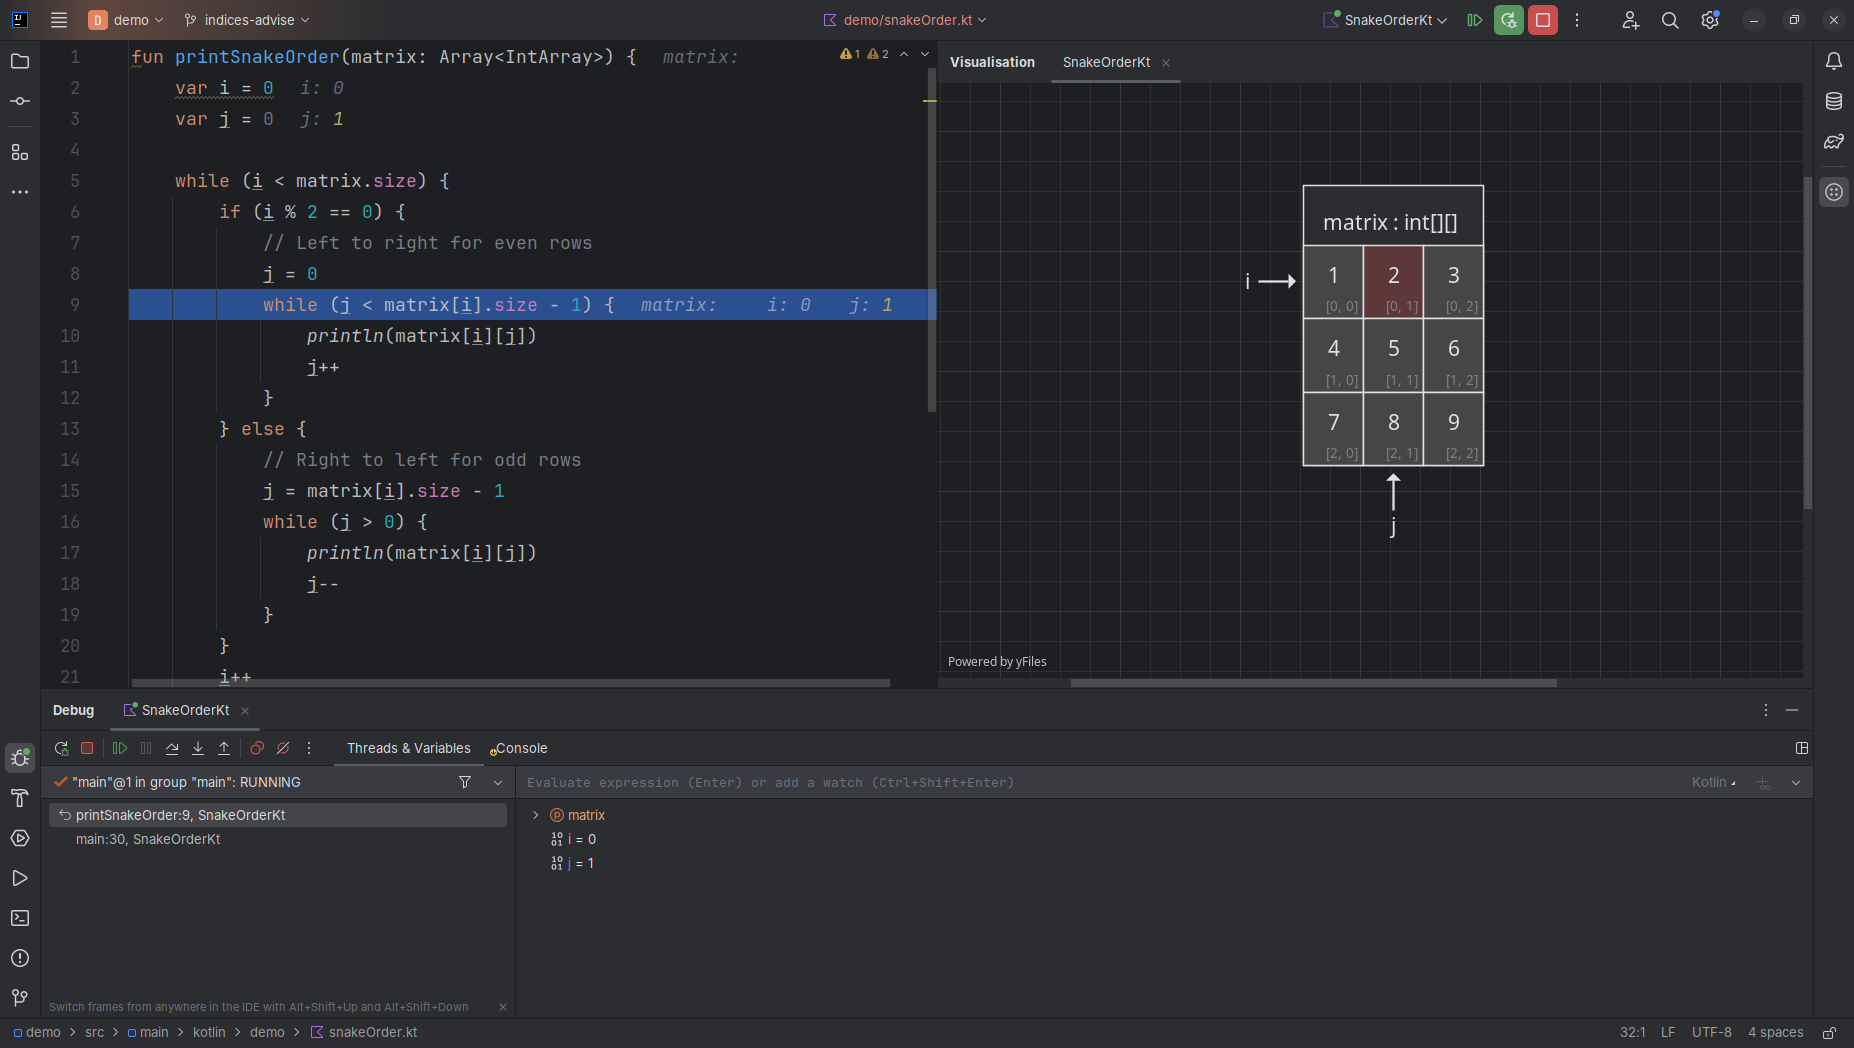 D demo indices-advise demo/snakeOrder.kt SnakeOrderKt
1 fun printSnakeOrder(matrix: Array<IntArray>) { matrix: 1 2
2 var i = 0 i: 0
3 var j = 0 j: 1
4
5 while (i < matrix.size) {
6 if (i % 2 == 0) {
7 // Left to right for even rows
8 j = 0
9 while (j < matrix[i].size - 1) { matrix: i: 0 j: 1
10 println(matrix[i][j])
11 j++
12 }
13 } else {
14 // Right to left for odd rows
15 j = matrix[i].size - 1
16 while (j > 0) {
17 println(matrix[i][j])
18 j--
19 }
20 }
21 i++
Visualisation SnakeOrderKt
matrix : int[][]
i
1 2 3
[0, 0] [0, 1] [0, 2]
4 5 6
[1, 0] [1, 1] [1, 2]
7 8 9
[2, 0] [2, 1] [2, 2]
j
Powered by yFiles
Debug SnakeOrderKt
Threads & Variables Console
"main"@1 in group "main": RUNNING
Evaluate expression (Enter) or add a watch (Ctrl+Shift+Enter) Kotlin
printSnakeOrder:9, SnakeOrderKt
main:30, SnakeOrderKt
p matrix
10 01 i = 0
10 01 j = 1
Switch frames from anywhere in the IDE with Alt+Shift+Up and Alt+Shift+Down
demo > src > main > kotlin > demo > snakeOrder.kt 32:1 LF UTF-8 4 spaces